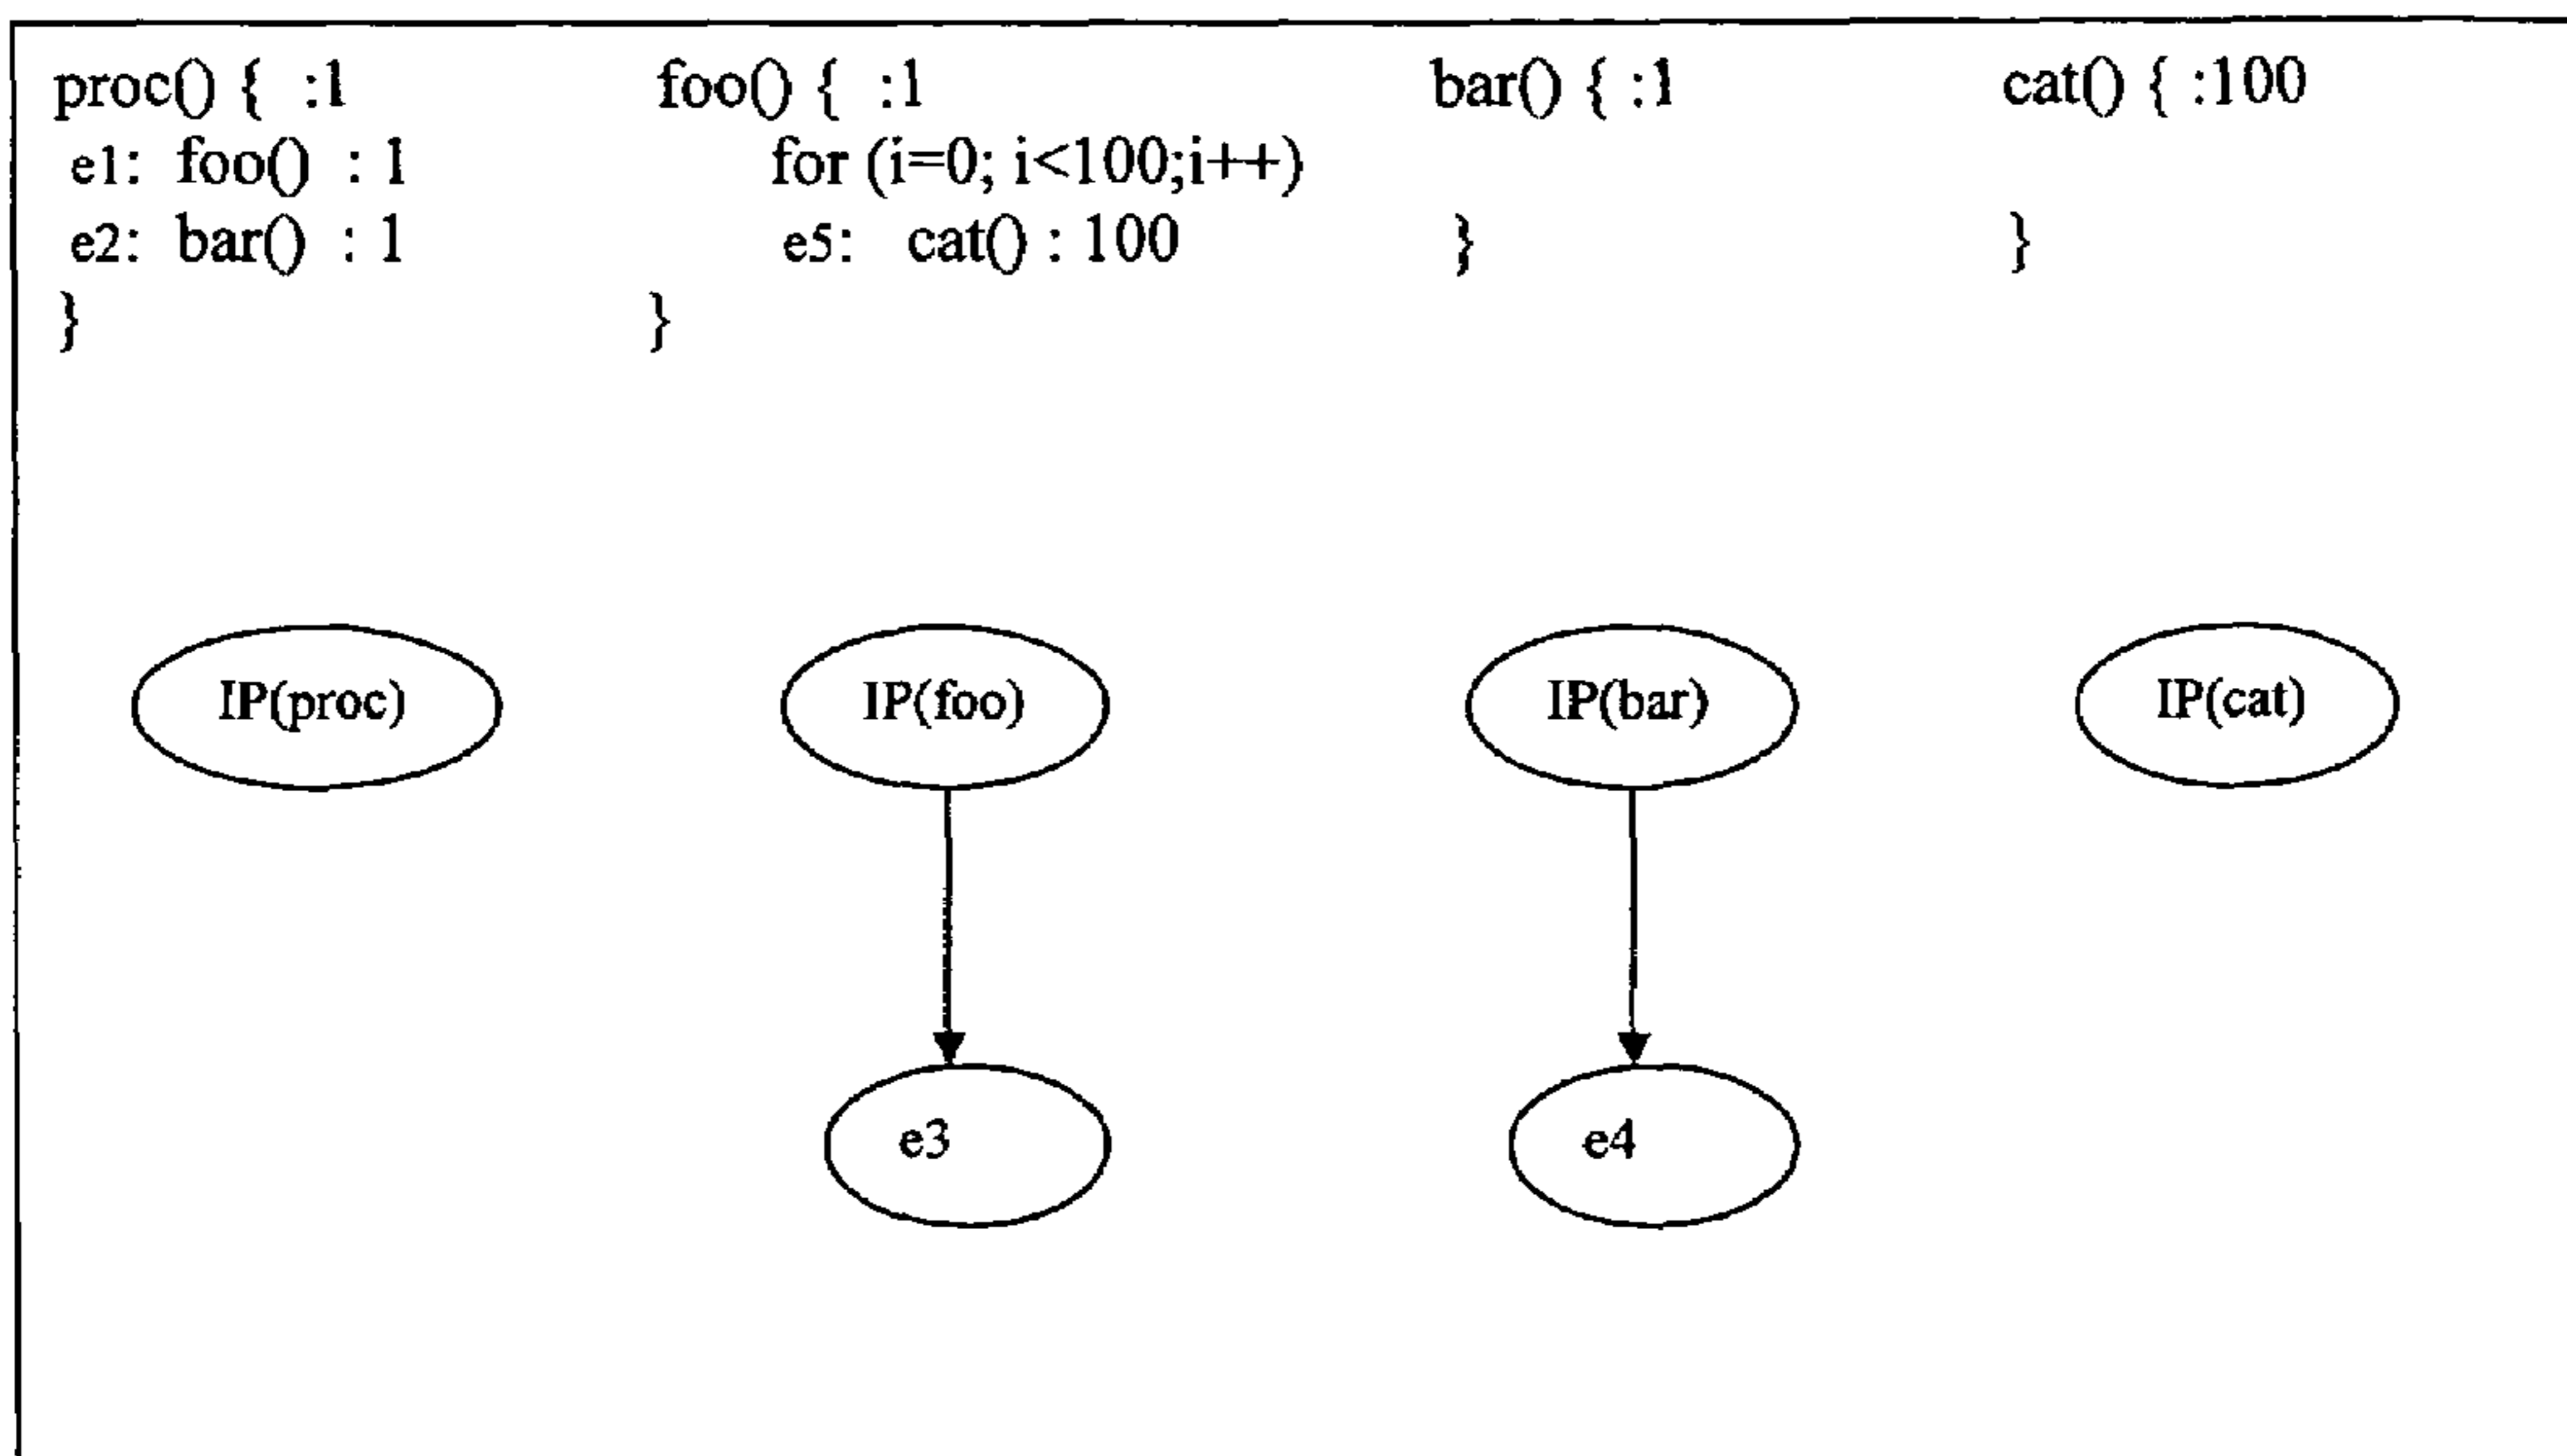 proc() { :1
e1: foo() : 1
e2: bar() : 1
}
foo() { :1
for (i=0; i<100;i++)
e5: cat() : 100
}
bar() { :1
}
cat() { :100
}
IP(proc)
IP(foo)
IP(bar)
IP(cat)
e3
e4